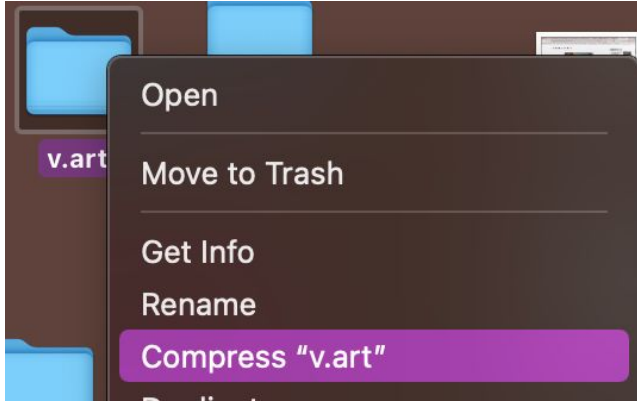 v.art
Open
Move to Trash
Get Info
Rename
Compress “v.art”